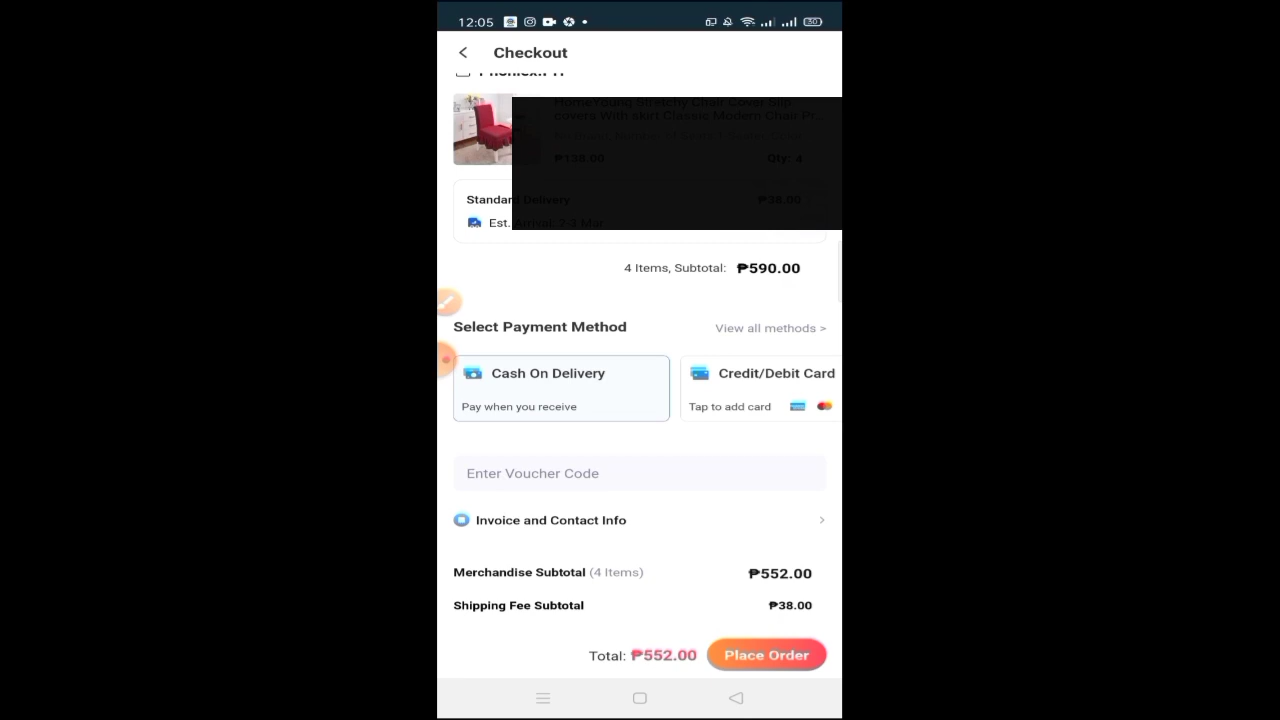 12:05
30
Checkout
HomeYoung Stretchy Chair Cover Slip
covers With skirt Classic Modern Chair Pr...
₱138.00 Qty: 4
Standard Delivery ₱38.00
Est. Arrival: 2-3 Mar
4 Items, Subtotal: ₱590.00
Select Payment Method View all methods >
Cash On Delivery Credit/Debit Card
Pay when you receive Tap to add card
Enter Voucher Code
Invoice and Contact Info
Merchandise Subtotal (4 Items) ₱552.00
Shipping Fee Subtotal ₱38.00
Total: ₱552.00 Place Order